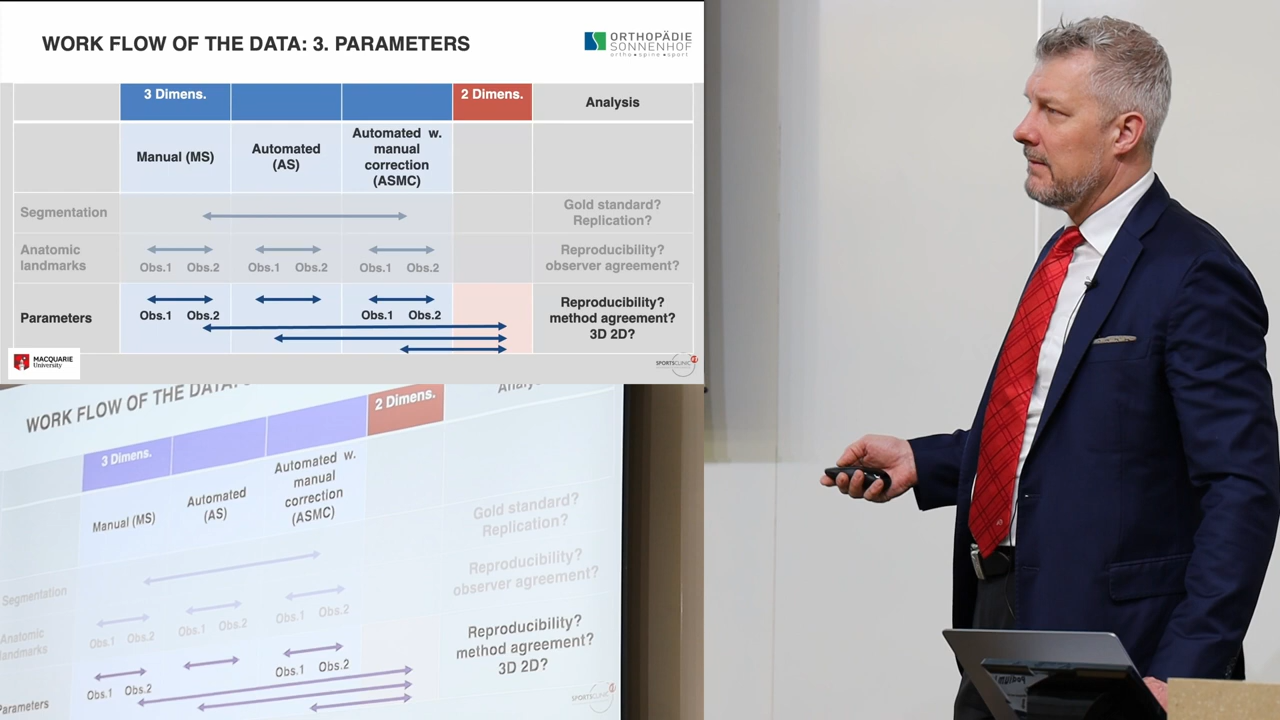 WORK FLOW OF THE DATA: 3. PARAMETERS
ORTHOPÄDIE
SONNENHOF
ortho • spine • sport
3 Dimens.
2 Dimens.
Analysis
Manual (MS)
Automated
(AS)
Automated w.
manual
correction
(ASMC)
Segmentation
Gold standard?
Replication?
Anatomic
landmarks
Obs.1 Obs.2
Obs.1 Obs.2
Obs.1 Obs.2
Reproducibility?
observer agreement?
Parameters
Obs.1 Obs.2
Obs.1 Obs.2
Reproducibility?
method agreement?
3D 2D?
MACQUARIE
University
SPORTSCLINIC
WORK FLOW OF THE DATA:
3 Dimens.
2 Dimens.
Manual (MS)
Automated
(AS)
Automated w.
manual
correction
(ASMC)
Gold standard?
Replication?
Segmentation
Reproducibility?
observer agreement?
Anatomic
landmarks
Obs.1 Obs.2
Obs.1 Obs.2
Obs.1 Obs.2
Reproducibility?
method agreement?
3D 2D?
Parameters
Obs.1 Obs.2
Obs.1 Obs.2
SPORTSCLINIC